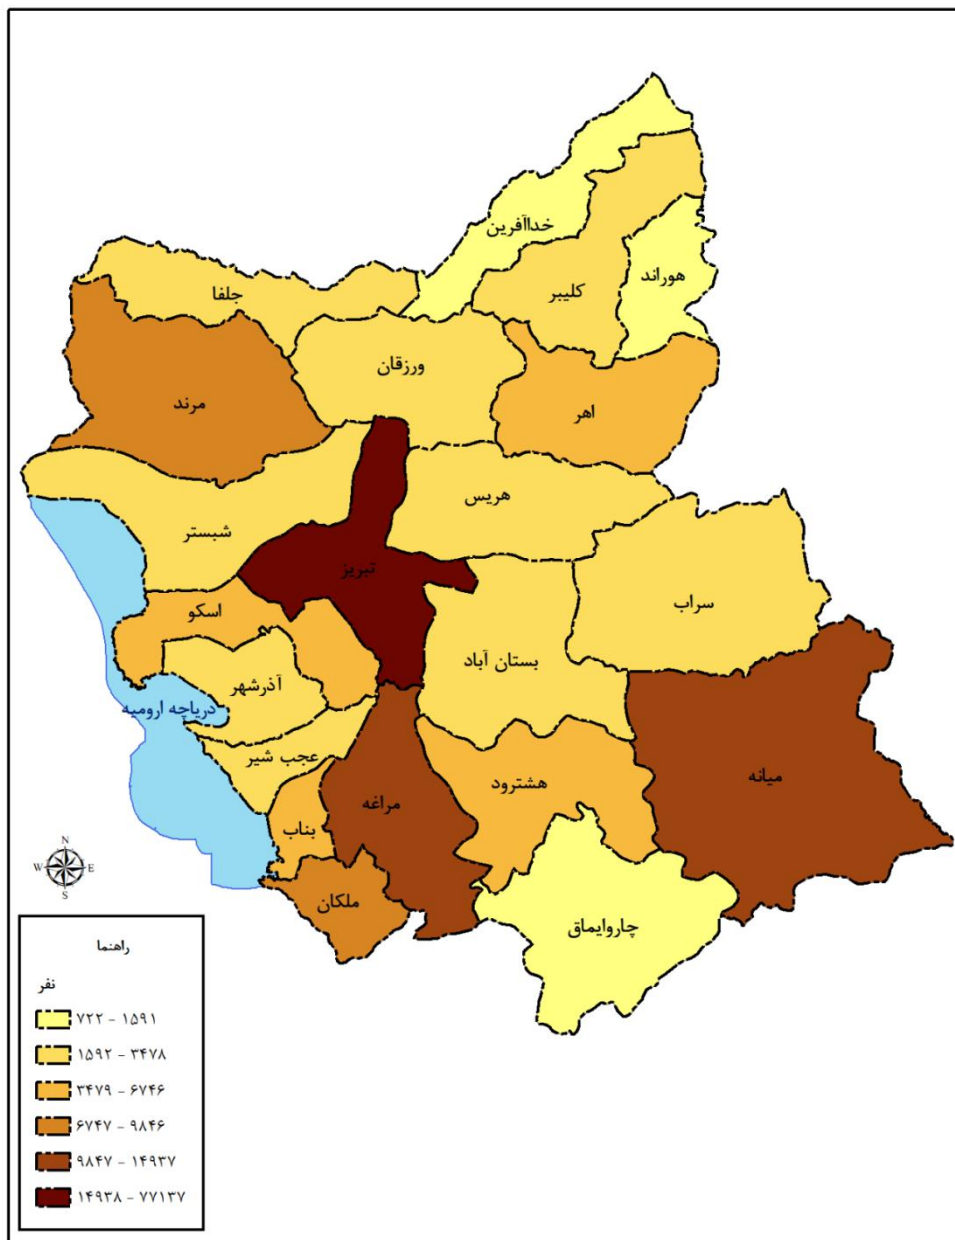 خداآفرین
هوراند
کلیبر
جلفا
ورزقان
مرند
اهر
هریس
شبستر
تبریز
سراب
اسکو
بستان آباد
آذرشهر
دریاچه ارومیه
عجب شیر
میانه
هشترود
مراغه
بناب
ملکان
چاروایماق
N
W E
S
راهنما
نفر
۷۲۲ - ۱۵۹۱
۱۵۹۲ - ۳۴۷۸
۳۴۷۹ - ۶۷۴۶
۶۷۴۷ - ۹۸۴۶
۹۸۴۷ - ۱۴۹۳۷
۱۴۹۳۸ - ۷۷۱۳۷